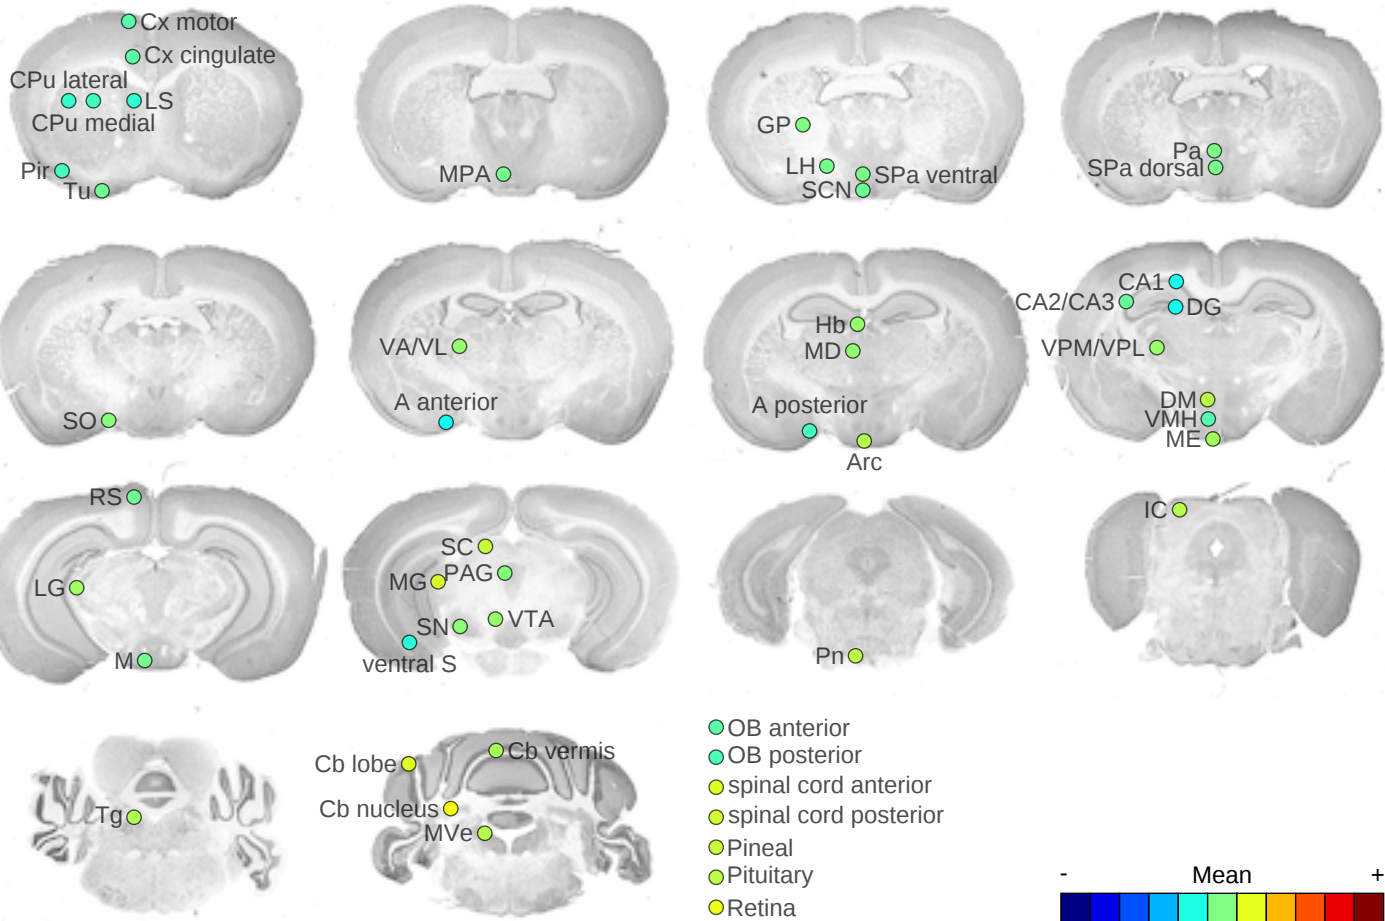 Cx motor
Cx cingulate
CPu lateral
LS
CPu medial
Pir
Tu
MPA
GP
LH
SPa ventral
SCN
Pa
SPa dorsal
SO
VA/VL
A anterior
Hb
MD
A posterior
Arc
CA1
CA2/CA3
DG
VPM/VPL
DM
VMH
ME
RS
LG
M
SC
MG
PAG
SN
VTA
ventral S
Pn
IC
Tg
Cb lobe
Cb vermis
Cb nucleus
MVe
OB anterior
OB posterior
spinal cord anterior
spinal cord posterior
Pineal
Pituitary
Retina
- Mean +